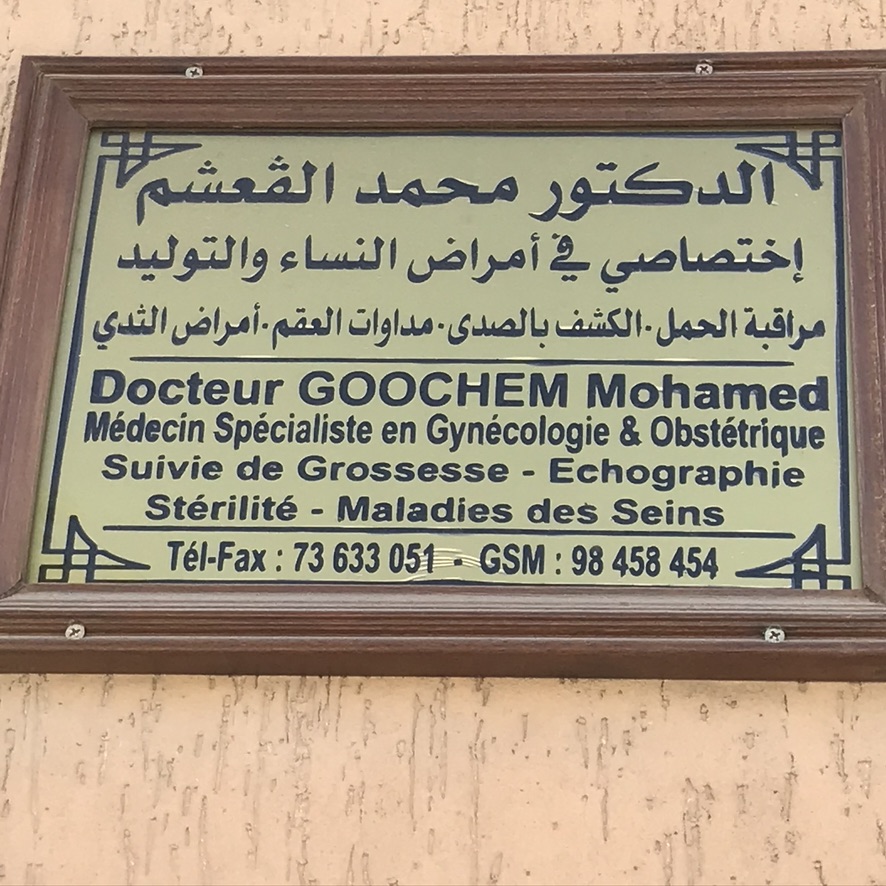 الدكتور محمد الڤعشم
إختصاصي في أمراض النساء والتوليد
مراقبة الحمل.الكشف بالصدى.مداوات العقم.أمراض الثدي
Docteur GOOCHEM Mohamed
Médecin Spécialiste en Gynécologie & Obstétrique
Suivie de Grossesse - Echographie
Stérilité - Maladies des Seins
Tél-Fax : 73 633 051 . GSM : 98 458 454